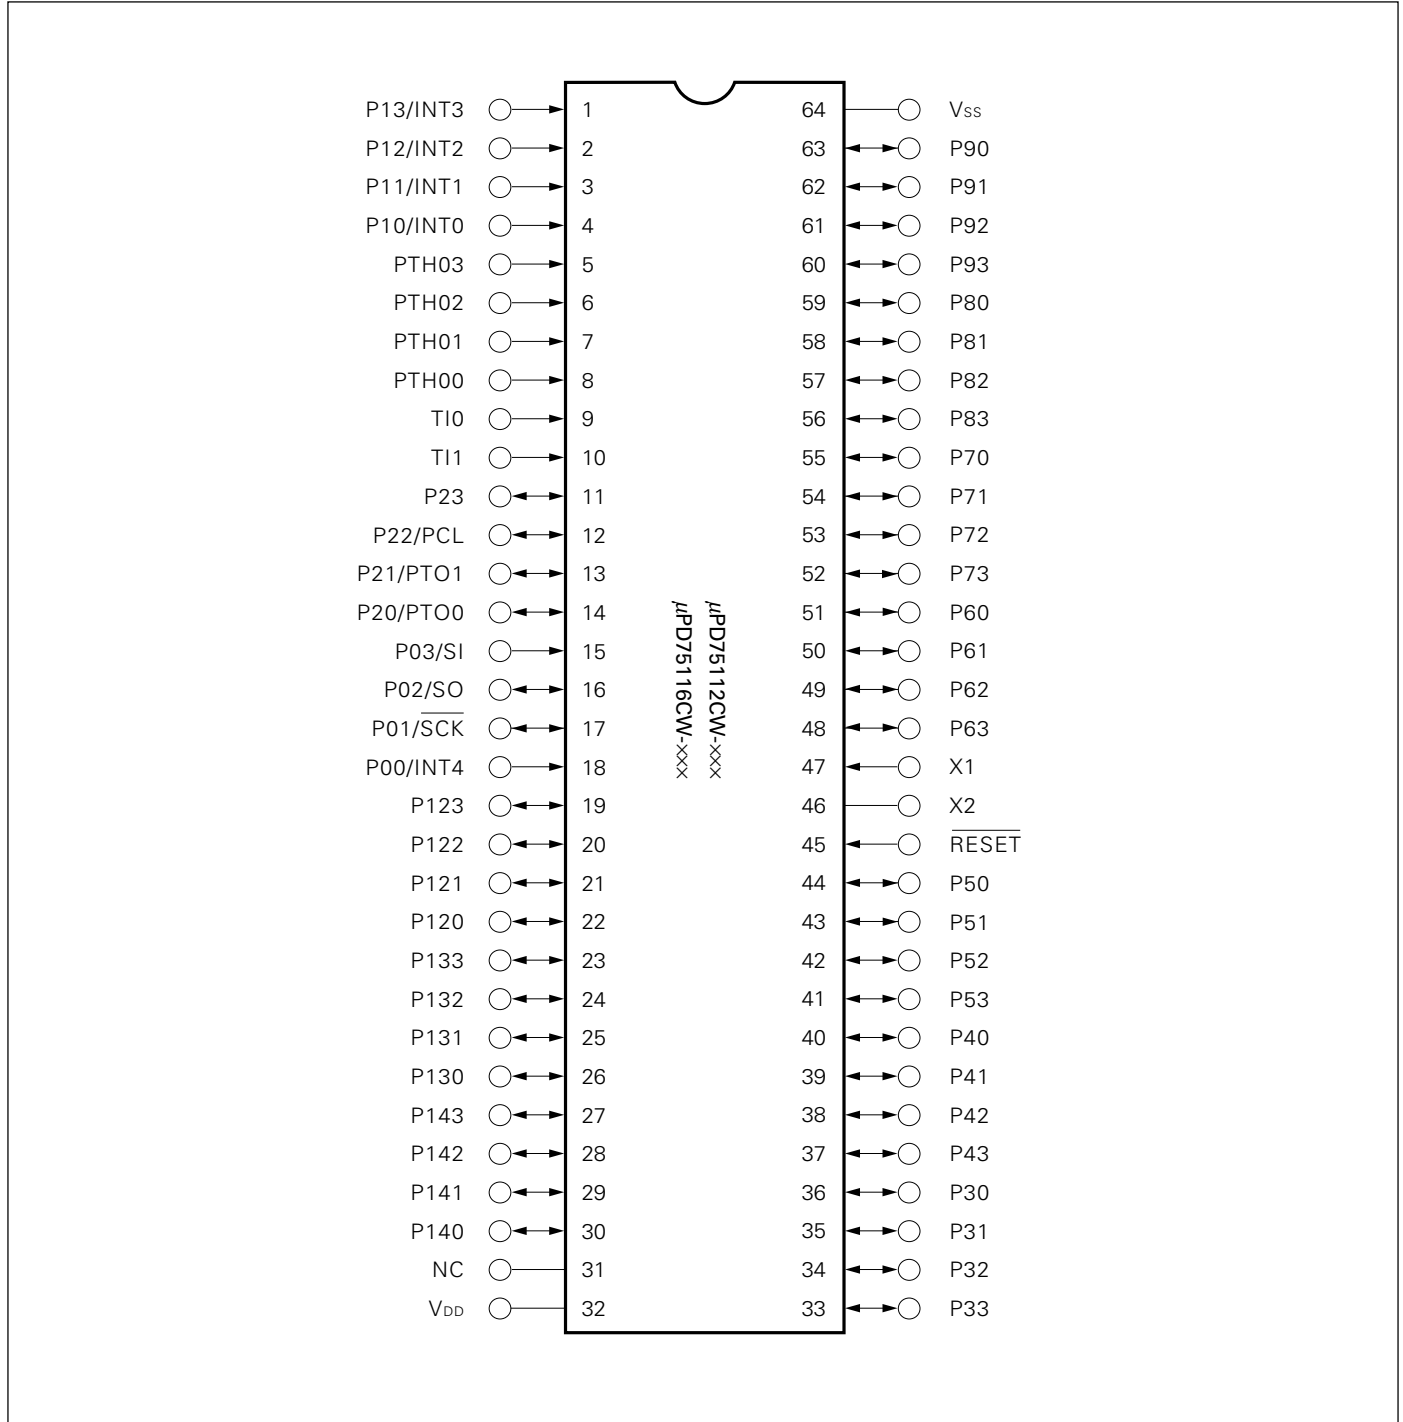 P13/INT3 1 64 Vss
P12/INT2 2 63 P90
P11/INT1 3 62 P91
P10/INT0 4 61 P92
PTH03 5 60 P93
PTH02 6 59 P80
PTH01 7 58 P81
PTH00 8 57 P82
TI0 9 56 P83
TI1 10 55 P70
P23 11 54 P71
P22/PCL 12 53 P72
P21/PTO1 13 52 P73
P20/PTO0 14 51 P60
P03/SI 15 50 P61
P02/SO 16 49 P62
P01/S̅C̅K̅ 17 48 P63
P00/INT4 18 47 X1
P123 19 46 X2
P122 20 45 R̅E̅S̅E̅T̅
P121 21 44 P50
P120 22 43 P51
P133 23 42 P52
P132 24 41 P53
P131 25 40 P40
P130 26 39 P41
P143 27 38 P42
P142 28 37 P43
P141 29 36 P30
P140 30 35 P31
NC 31 34 P32
VDD 32 33 P33
μPD75112CW-×××
μPD75116CW-×××